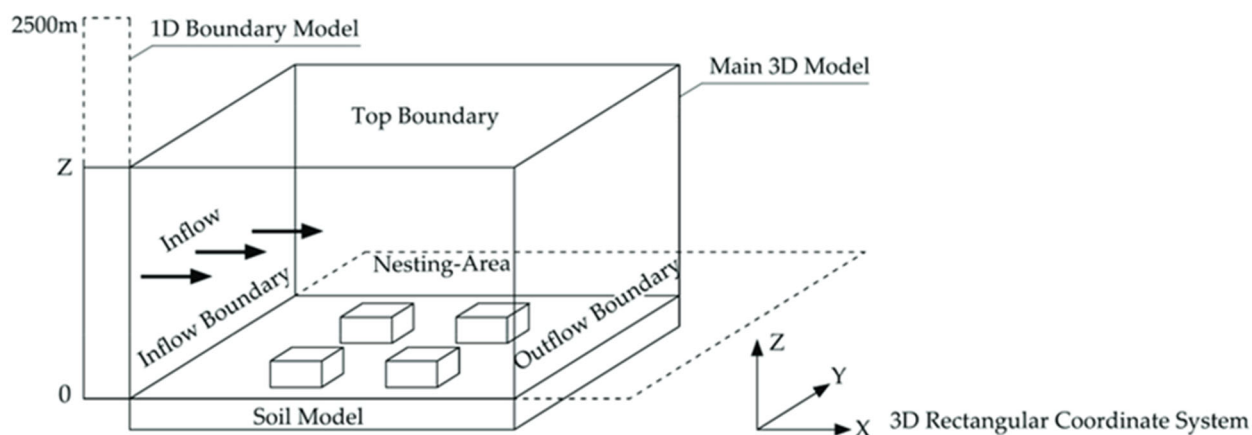 2500m
1D Boundary Model
Main 3D Model
Top Boundary
Z
Inflow
Nesting-Area
Inflow Boundary
Outflow Boundary
0
Soil Model
Z
Y
X
3D Rectangular Coordinate System